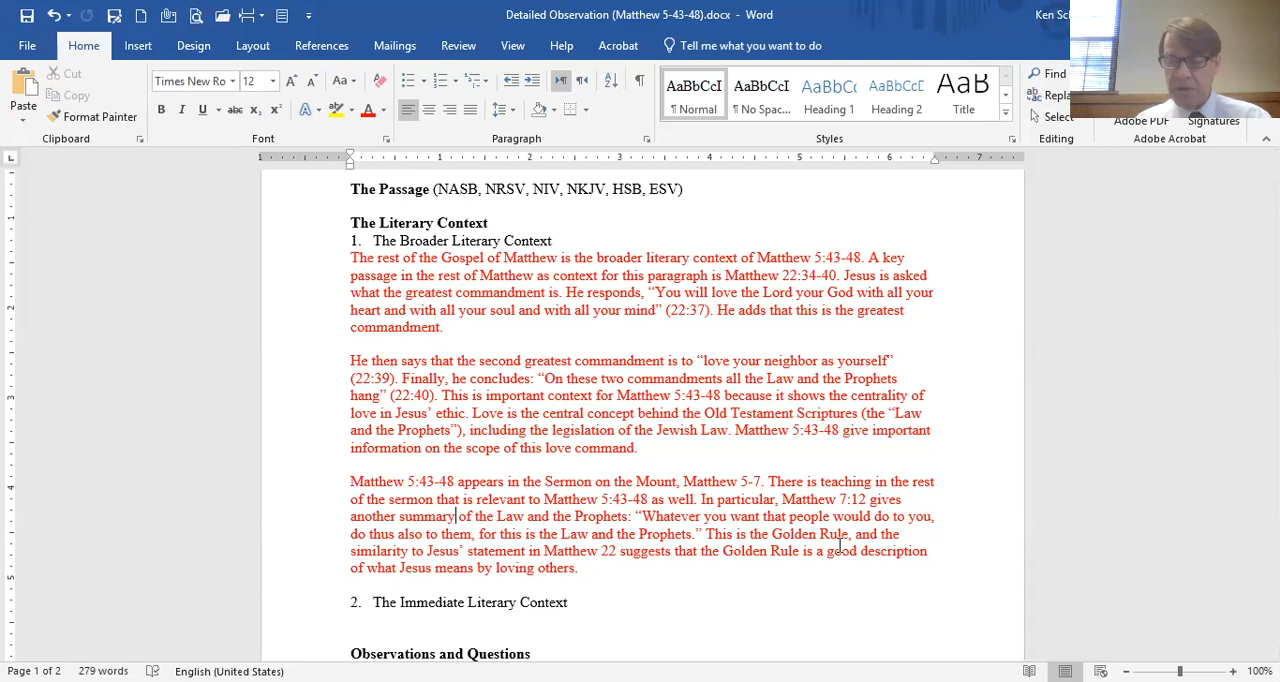 Detailed Observation (Matthew 5-43-48).docx - Word
Ken Sc
File Home Insert Design Layout References Mailings Review View Help Acrobat Tell me what you want to do
Paste
Cut
Copy
Format Painter
Clipboard
Times New Ro 12
Font
Paragraph
AaBbCcI
¶ Normal
AaBbCcI
¶ No Spac...
AaBbCc
Heading 1
AaBbCcE
Heading 2
AaB
Title
Styles
Find
Repla
Select
Editing
Adobe PDF
Signatures
Adobe Acrobat
The Passage (NASB, NRSV, NIV, NKJV, HSB, ESV)
The Literary Context
1. The Broader Literary Context
The rest of the Gospel of Matthew is the broader literary context of Matthew 5:43-48. A key
passage in the rest of Matthew as context for this paragraph is Matthew 22:34-40. Jesus is asked
what the greatest commandment is. He responds, “You will love the Lord your God with all your
heart and with all your soul and with all your mind” (22:37). He adds that this is the greatest
commandment.
He then says that the second greatest commandment is to “love your neighbor as yourself”
(22:39). Finally, he concludes: “On these two commandments all the Law and the Prophets
hang” (22:40). This is important context for Matthew 5:43-48 because it shows the centrality of
love in Jesus’ ethic. Love is the central concept behind the Old Testament Scriptures (the “Law
and the Prophets”), including the legislation of the Jewish Law. Matthew 5:43-48 give important
information on the scope of this love command.
Matthew 5:43-48 appears in the Sermon on the Mount, Matthew 5-7. There is teaching in the rest
of the sermon that is relevant to Matthew 5:43-48 as well. In particular, Matthew 7:12 gives
another summary of the Law and the Prophets: “Whatever you want that people would do to you,
do thus also to them, for this is the Law and the Prophets.” This is the Golden Rule, and the
similarity to Jesus’ statement in Matthew 22 suggests that the Golden Rule is a good description
of what Jesus means by loving others.
2. The Immediate Literary Context
Observations and Questions
Page 1 of 2 279 words English (United States) 100%